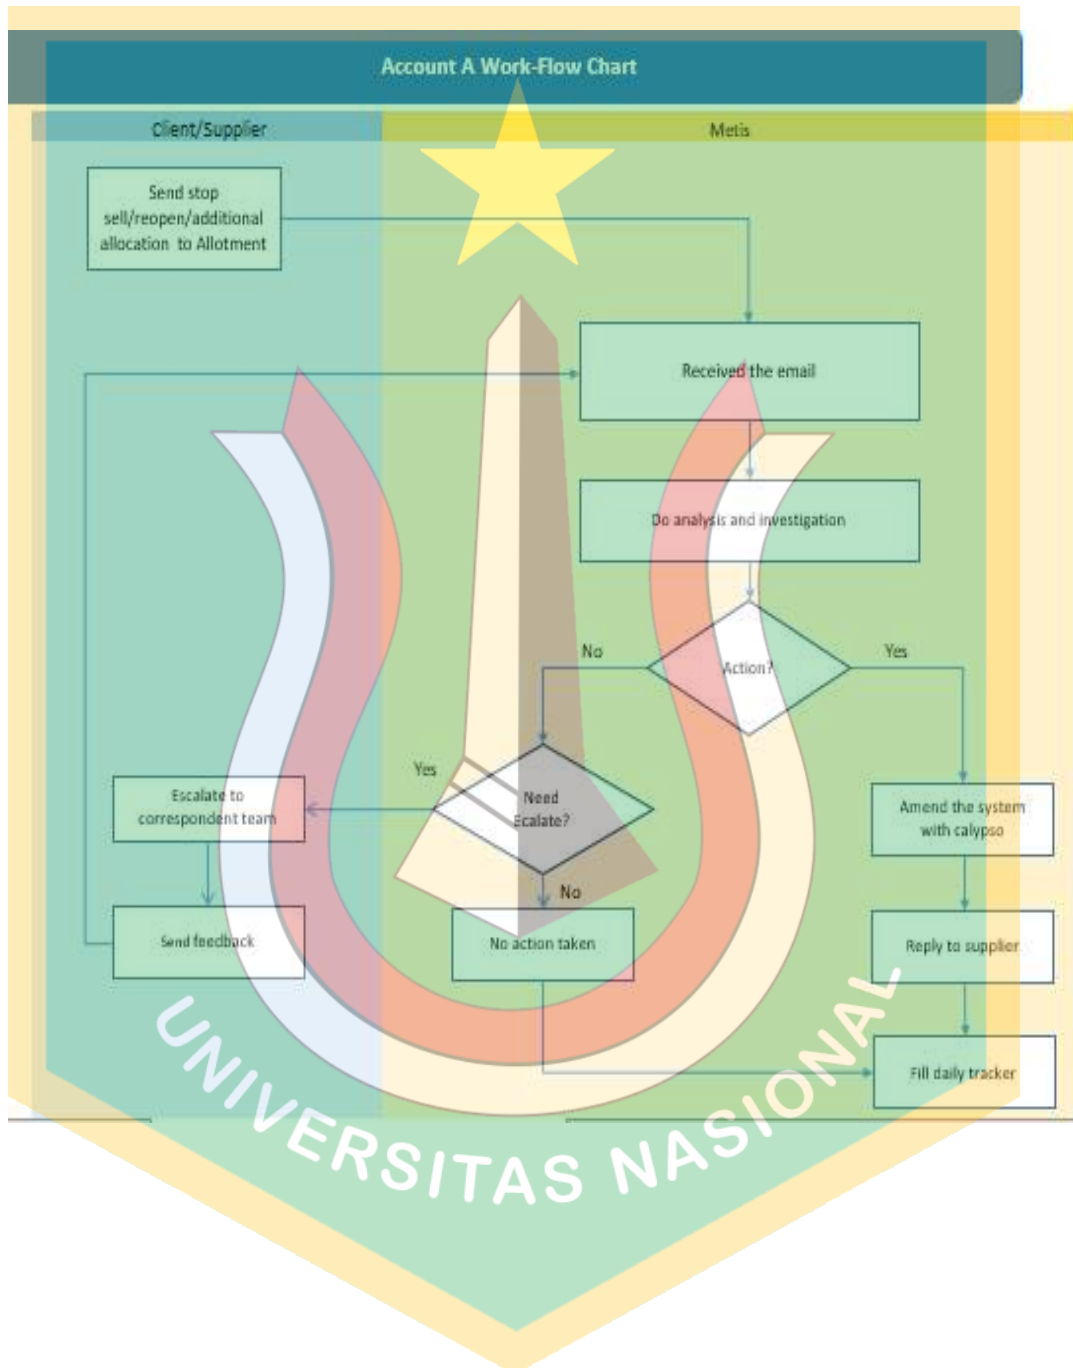 Account A Work-Flow Chart
Client/Supplier
Metis
Send stop
sell/reopen/additional
allocation to Allotment
Received the email
Do analysis and investigation
Action?
No
Yes
Yes
Need
Ecalate?
Escalate to
correspondent team
Amend the system
with calypso
No
Send feedback
No action taken
Reply to supplier
Fill daily tracker
UNIVERSITAS NASIONAL